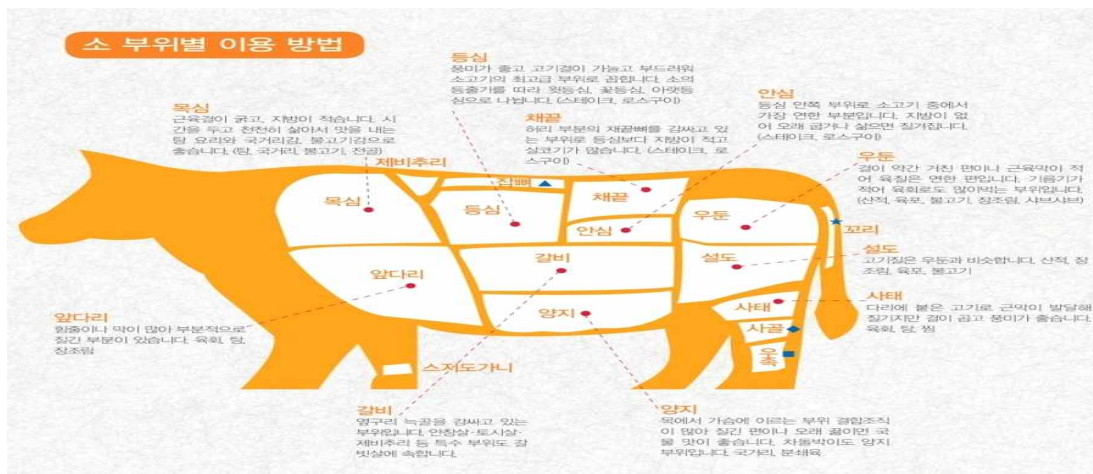 소 부위별 이용 방법
등심
풍미가 좋고 고기결이 가늘고 부드러워
소고기의 최고급 부위로 꼽힙니다. 소의
등줄기를 따라 윗등심, 꽃등심, 아랫등
심으로 나뉩니다. (스테이크, 로스구이)
목심
근육결이 굵고, 지방이 적습니다. 시
간을 두고 천천히 삶아서 맛을 내는
탕 요리와 국거리감, 불고기감으로
좋습니다. (탕, 국거리, 불고기, 전골)
채끝
허리 부분의 채끝뼈를 감싸고 있
는 부위로 등심보다 지방이 적고
살코기가 많습니다. (스테이크, 로
스구이)
안심
등심 안쪽 부위로 소고기 중에서
가장 연한 부분입니다. 지방이 없
어 오래 굽거나 삶으면 질겨집니다.
(스테이크, 로스구이)
우둔
결이 약간 거친 편이나 근육막이 적
어 육질은 연한 편입니다. 기름기가
적어 육회로도 많이먹는 부위입니다.
(산적, 육포, 불고기, 장조림, 샤브샤브)
제비추리
잡뼈
목심
등심
채끝
안심
우둔
꼬리
앞다리
갈비
설도
양지
사태
사골
우족
스저도가니
설도
고기질은 우둔과 비슷합니다. 산적, 장
조림, 육포, 불고기
사태
다리에 붙은 고기로 근막이 발달해
질기지만 결이 곱고 풍미가 좋습니다.
육회, 탕, 찜
앞다리
힘줄이나 막이 많아 부분적으로
질긴 부분이 있습니다. 육회, 탕,
장조림
갈비
옆구리 늑골을 감싸고 있는
부위입니다. 안창살·토시살·
제비추리 등 특수 부위도 갈
빗살에 속합니다.
양지
목에서 가슴에 이르는 부위 결합조직
이 많아 질긴 편이나 오래 끓이면 국
물 맛이 좋습니다. 차돌박이도 양지
부위입니다. 국거리, 분쇄육